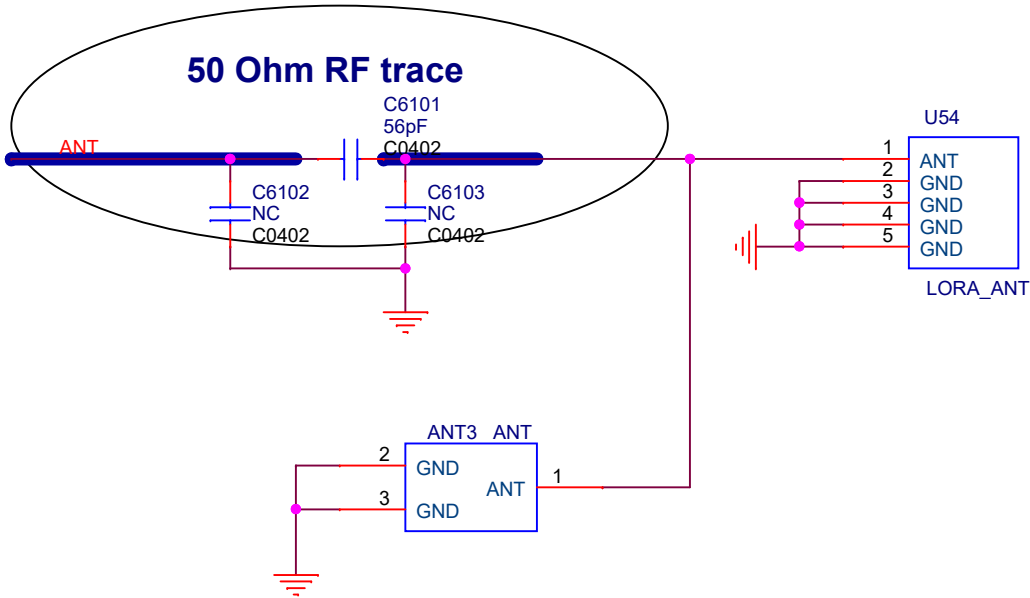 50 Ohm RF trace
C6101
56pF
C0402
ANT
C6102
NC
C0402
C6103
NC
C0402
U54
1
ANT
2
GND
3
GND
4
GND
5
GND
LORA_ANT
ANT3 ANT
2
GND
3
GND
ANT
1